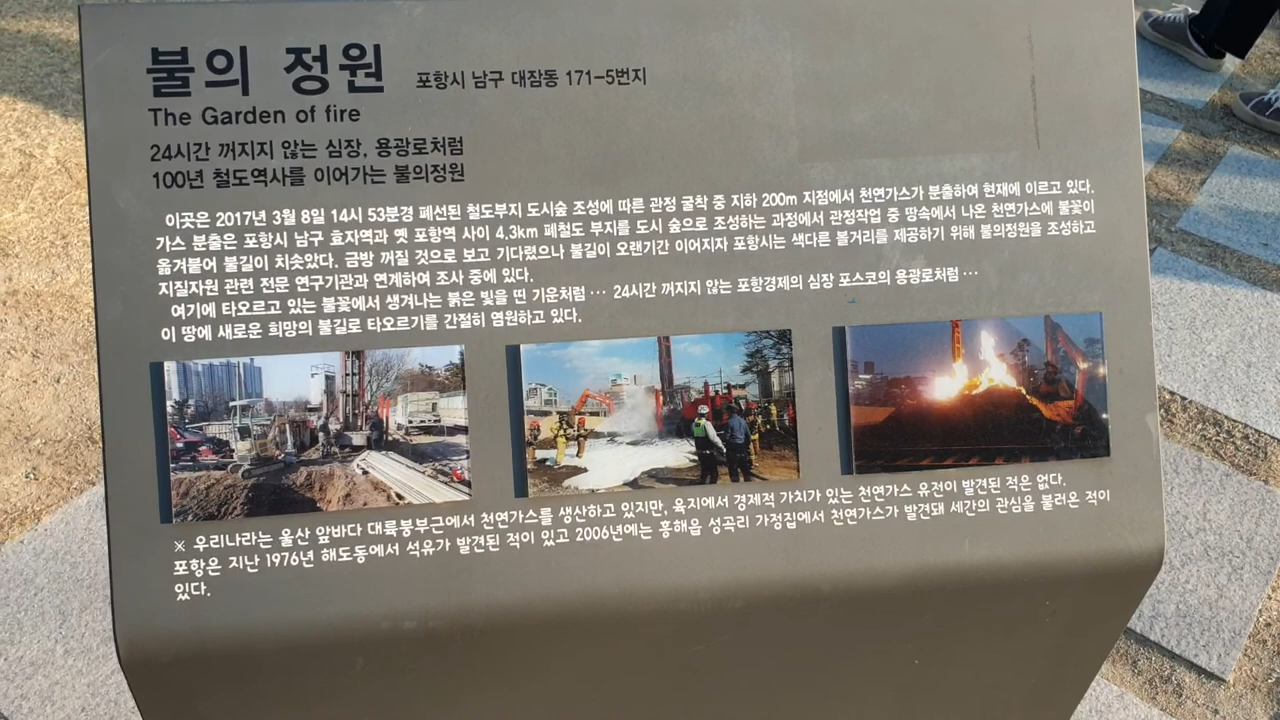 불의 정원 포항시 남구 대잠동 171-5번지
The Garden of fire
24시간 꺼지지 않는 심장, 용광로처럼
100년 철도역사를 이어가는 불의정원
이곳은 2017년 3월 8일 14시 53분경 폐선된 철도부지 도시숲 조성에 따른 관정 굴착 중 지하 200m 지점에서 천연가스가 분출하여 현재에 이르고 있다.
가스 분출은 포항시 남구 효자역과 옛 포항역 사이 4.3km 폐철도 부지를 도시 숲으로 조성하는 과정에서 관정작업 중 땅속에서 나온 천연가스에 불꽃이
옮겨붙어 불길이 치솟았다. 금방 꺼질 것으로 보고 기다렸으나 불길이 오랜기간 이어지자 포항시는 색다른 볼거리를 제공하기 위해 불의정원을 조성하고
지질자원 관련 전문 연구기관과 연계하여 조사 중에 있다.
여기에 타오르고 있는 불꽃에서 생겨나는 붉은 빛을 띤 기운처럼… 24시간 꺼지지 않는 포항경제의 심장 포스코의 용광로처럼…
이 땅에 새로운 희망의 불길로 타오르기를 간절히 염원하고 있다.
※ 우리나라는 울산 앞바다 대륙붕부근에서 천연가스를 생산하고 있지만, 육지에서 경제적 가치가 있는 천연가스 유전이 발견된 적은 없다.
포항은 지난 1976년 해도동에서 석유가 발견된 적이 있고 2006년에는 흥해읍 성곡리 가정집에서 천연가스가 발견돼 세간의 관심을 불러온 적이
있다.